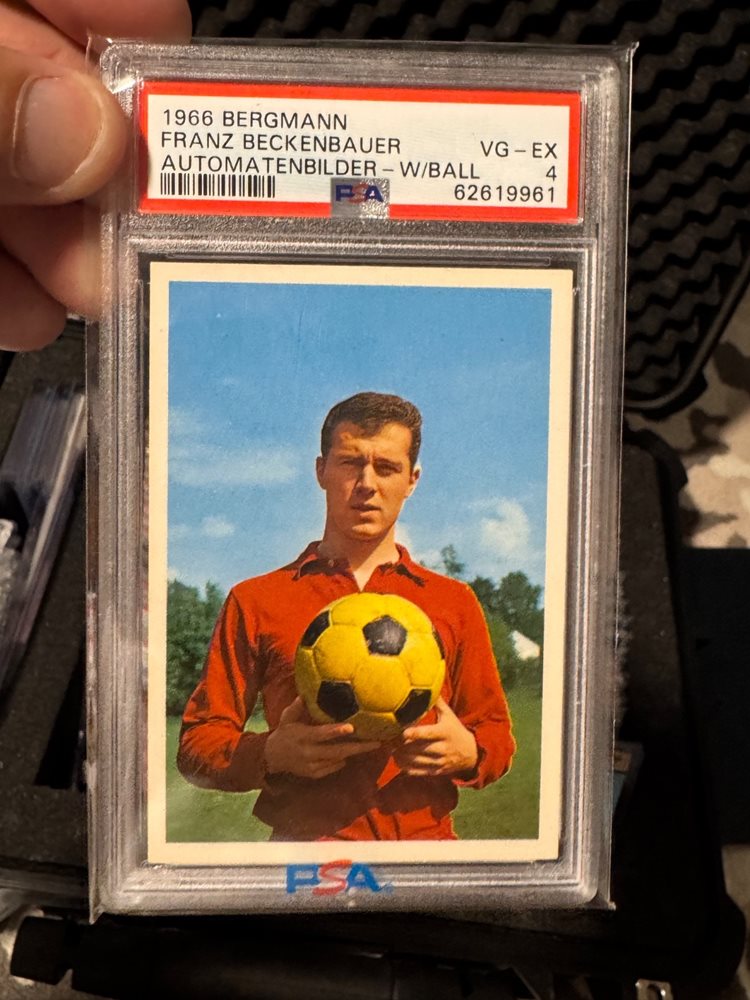 1966 BERGMANN
FRANZ BECKENBAUER VG-EX
AUTOMATENBILDER-W/BALL 4
PSA 62619961
PSA